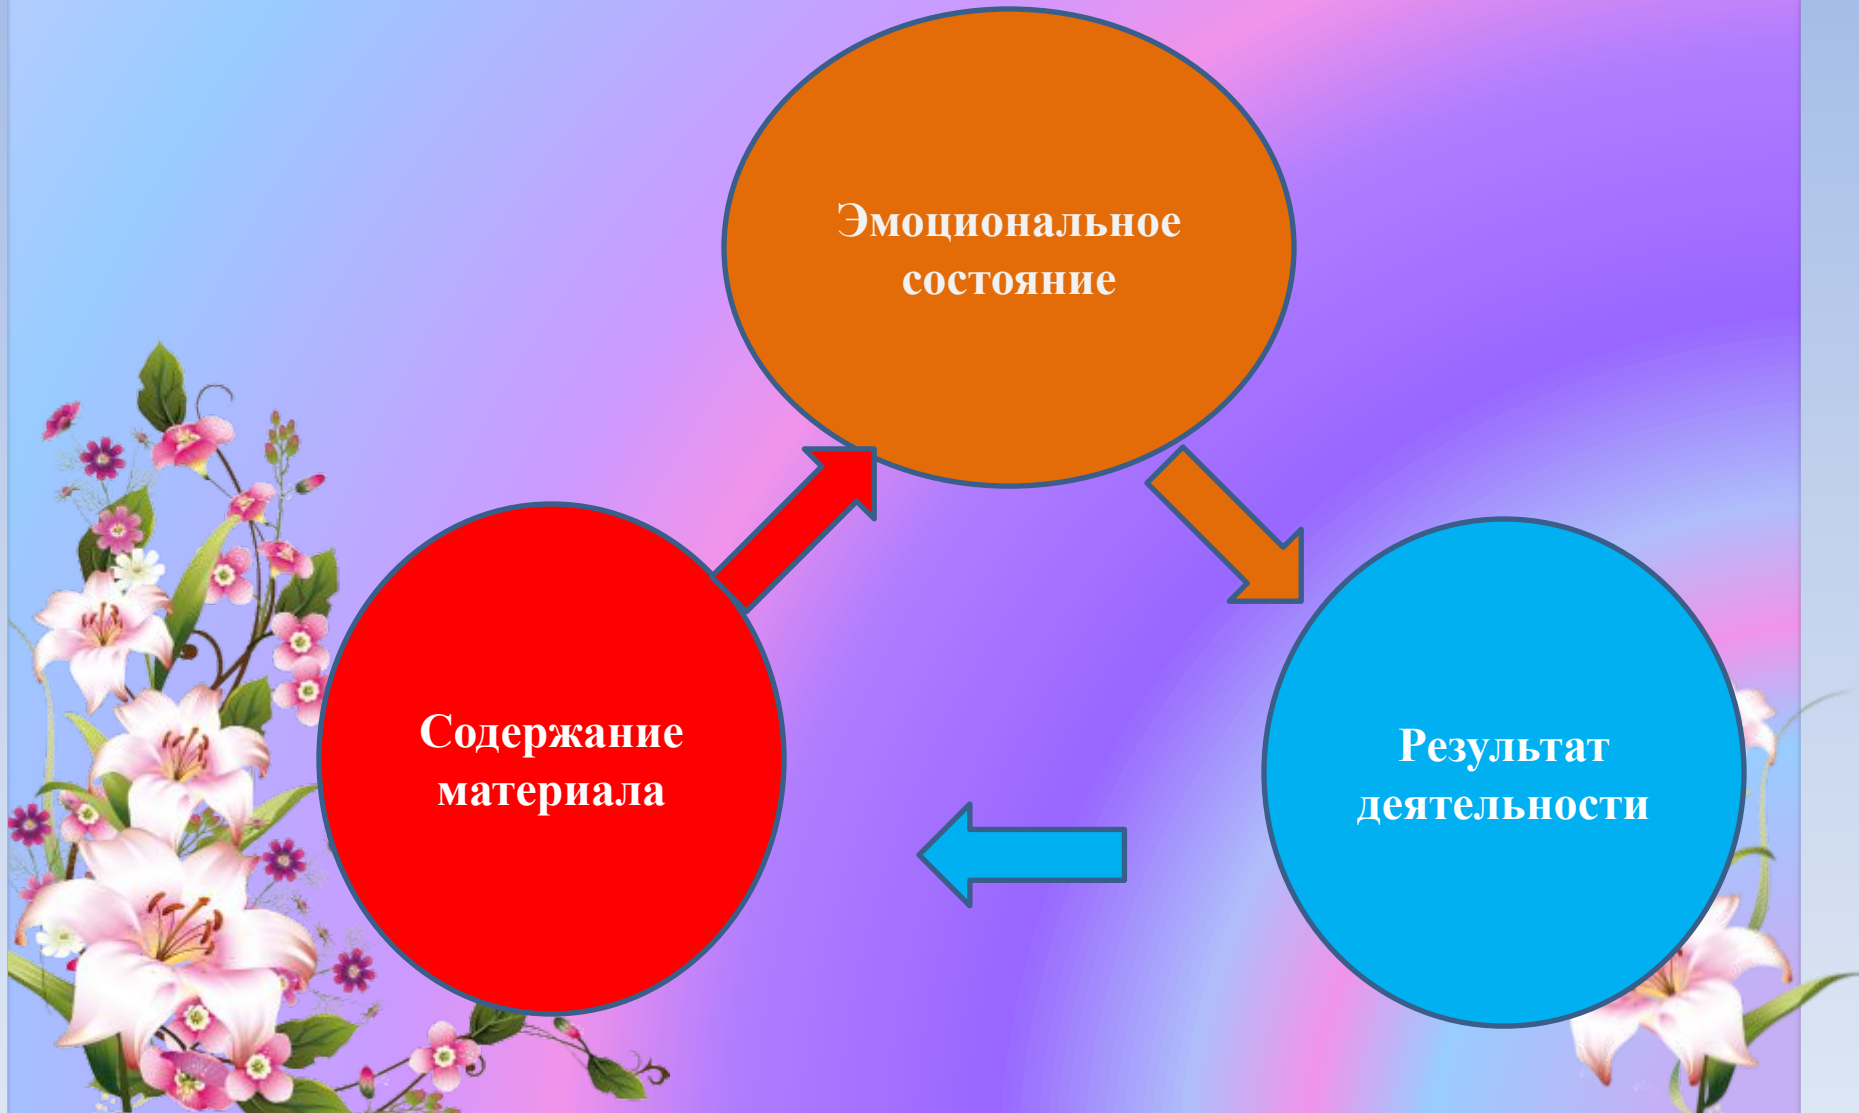 Эмоциональное
состояние
Содержание
материала
Результат
деятельности